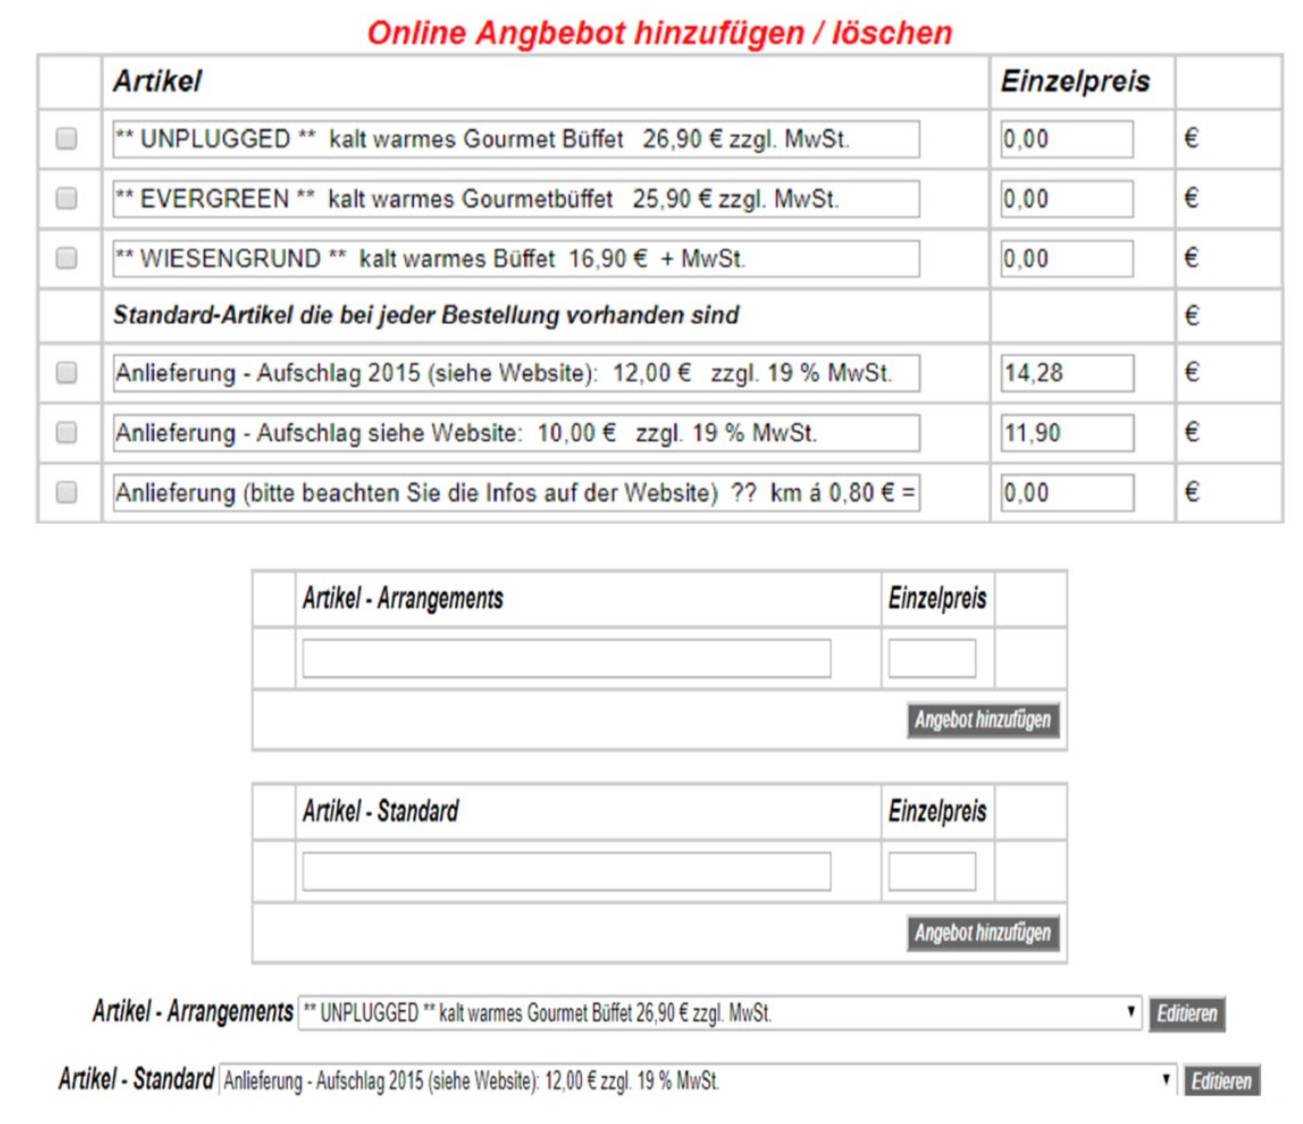 Online Angbebot hinzufügen / löschen
Artikel Einzelpreis
** UNPLUGGED ** kalt warmes Gourmet Büffet 26,90 € zzgl. MwSt. 0,00 €
** EVERGREEN ** kalt warmes Gourmetbüffet 25,90 € zzgl. MwSt. 0,00 €
** WIESENGRUND ** kalt warmes Büffet 16,90 € + MwSt. 0,00 €
Standard-Artikel die bei jeder Bestellung vorhanden sind €
Anlieferung - Aufschlag 2015 (siehe Website): 12,00 € zzgl. 19 % MwSt. 14,28 €
Anlieferung - Aufschlag siehe Website: 10,00 € zzgl. 19 % MwSt. 11,90 €
Anlieferung (bitte beachten Sie die Infos auf der Website) ?? km á 0,80 € = 0,00 €
Artikel - Arrangements Einzelpreis
Angebot hinzufügen
Artikel - Standard Einzelpreis
Angebot hinzufügen
Artikel - Arrangements ** UNPLUGGED ** kalt warmes Gourmet Büffet 26,90 € zzgl. MwSt. Editieren
Artikel - Standard Anlieferung - Aufschlag 2015 (siehe Website): 12,00 € zzgl. 19 % MwSt. Editieren